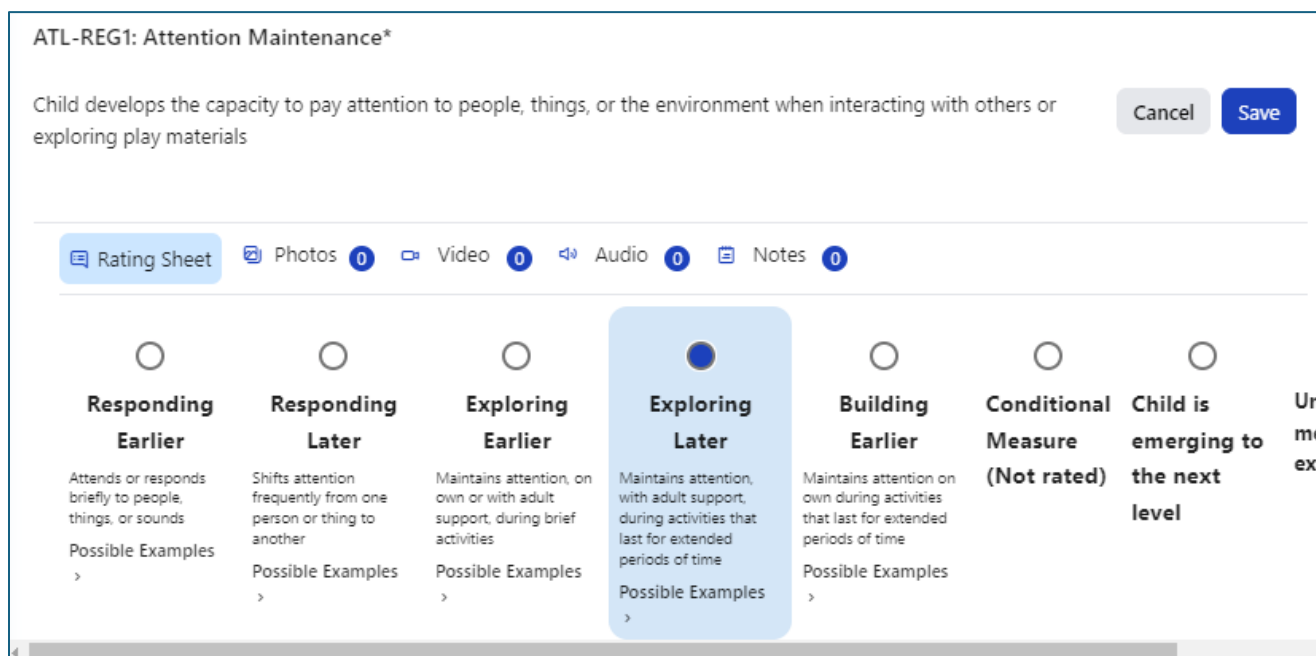 ATL-REG1: Attention Maintenance*
Child develops the capacity to pay attention to people, things, or the environment when interacting with others or
exploring play materials
Cancel
Save
Rating Sheet
Photos 0
Video 0
Audio 0
Notes 0
Responding
Earlier
Attends or responds
briefly to people,
things, or sounds
Possible Examples
>
Responding
Later
Shifts attention
frequently from one
person or thing to
another
Possible Examples
>
Exploring
Earlier
Maintains attention, on
own or with adult
support, during brief
activities
Possible Examples
>
Exploring
Later
Maintains attention,
with adult support,
during activities that
last for extended
periods of time
Possible Examples
>
Building
Earlier
Maintains attention on
own during activities
that last for extended
periods of time
Possible Examples
>
Conditional
Measure
(Not rated)
Child is
emerging to
the next
level